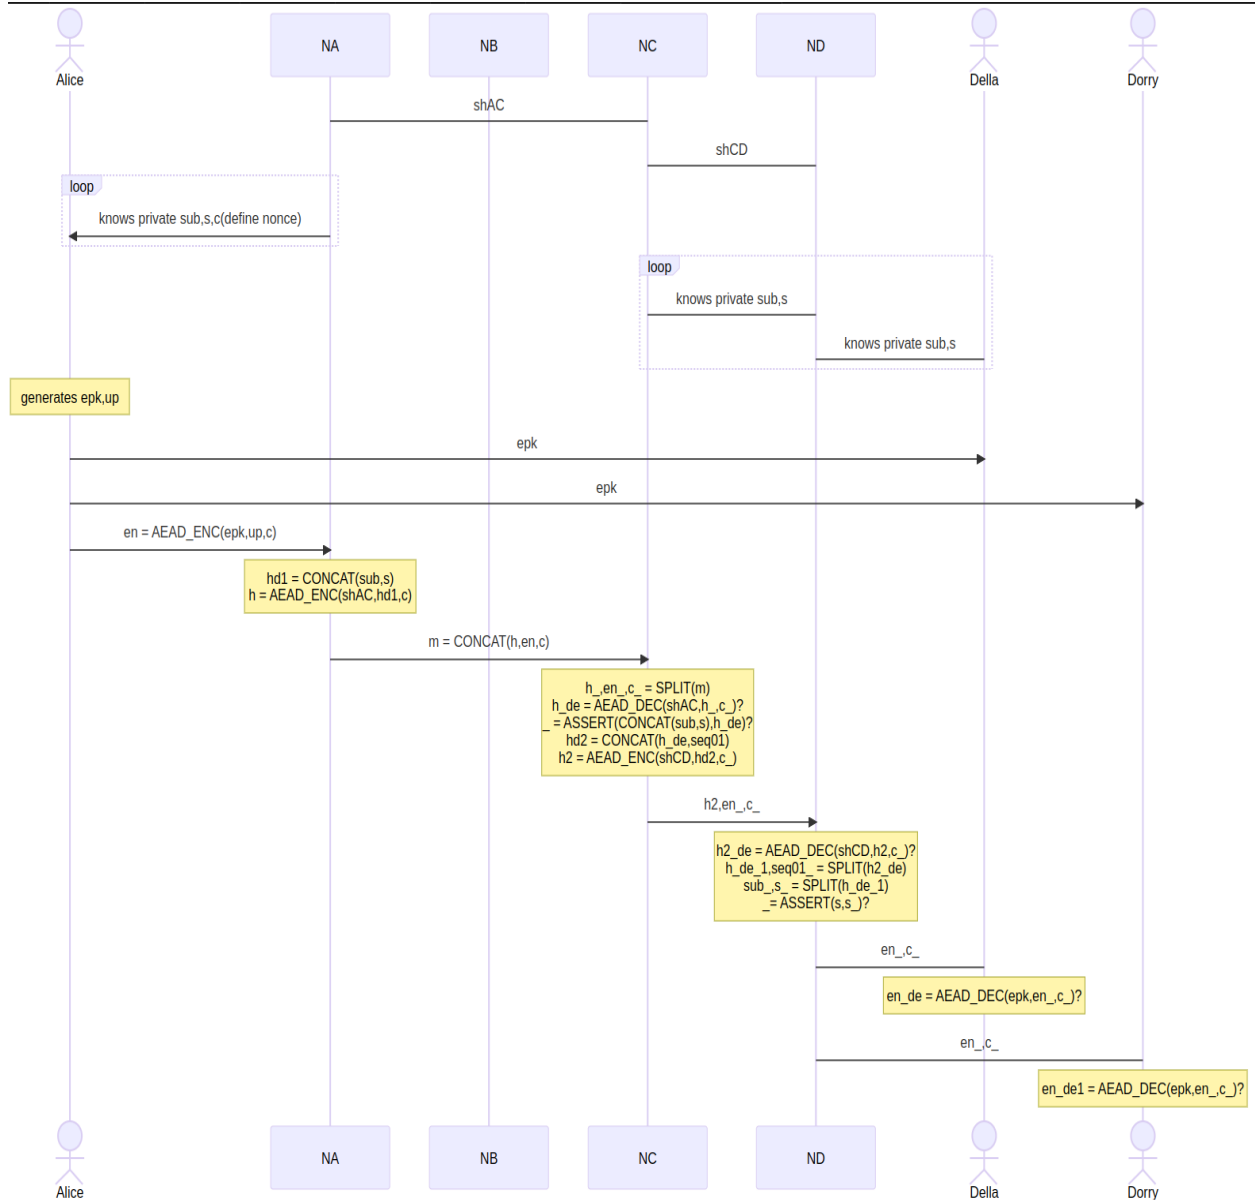 Alice
NA
NB
NC
ND
Della
Dorry
shAC
shCD
loop
knows private sub,s,c(define nonce)
loop
knows private sub,s
knows private sub,s
generates epk,up
epk
epk
en = AEAD_ENC(epk,up,c)
hd1 = CONCAT(sub,s)
h = AEAD_ENC(shAC,hd1,c)
m = CONCAT(h,en,c)
h_,en_,c_ = SPLIT(m)
h_de = AEAD_DEC(shAC,h_,c_)?
_ = ASSERT(CONCAT(sub,s),h_de)?
hd2 = CONCAT(h_de,seq01)
h2 = AEAD_ENC(shCD,hd2,c_)
h2,en_,c_
h2_de = AEAD_DEC(shCD,h2,c_)?
h_de_1,seq01_ = SPLIT(h2_de)
sub_,s_ = SPLIT(h_de_1)
_= ASSERT(s,s_)?
en_,c_
en_de = AEAD_DEC(epk,en_,c_)?
en_,c_
en_de1 = AEAD_DEC(epk,en_,c_)?
Alice
NA
NB
NC
ND
Della
Dorry